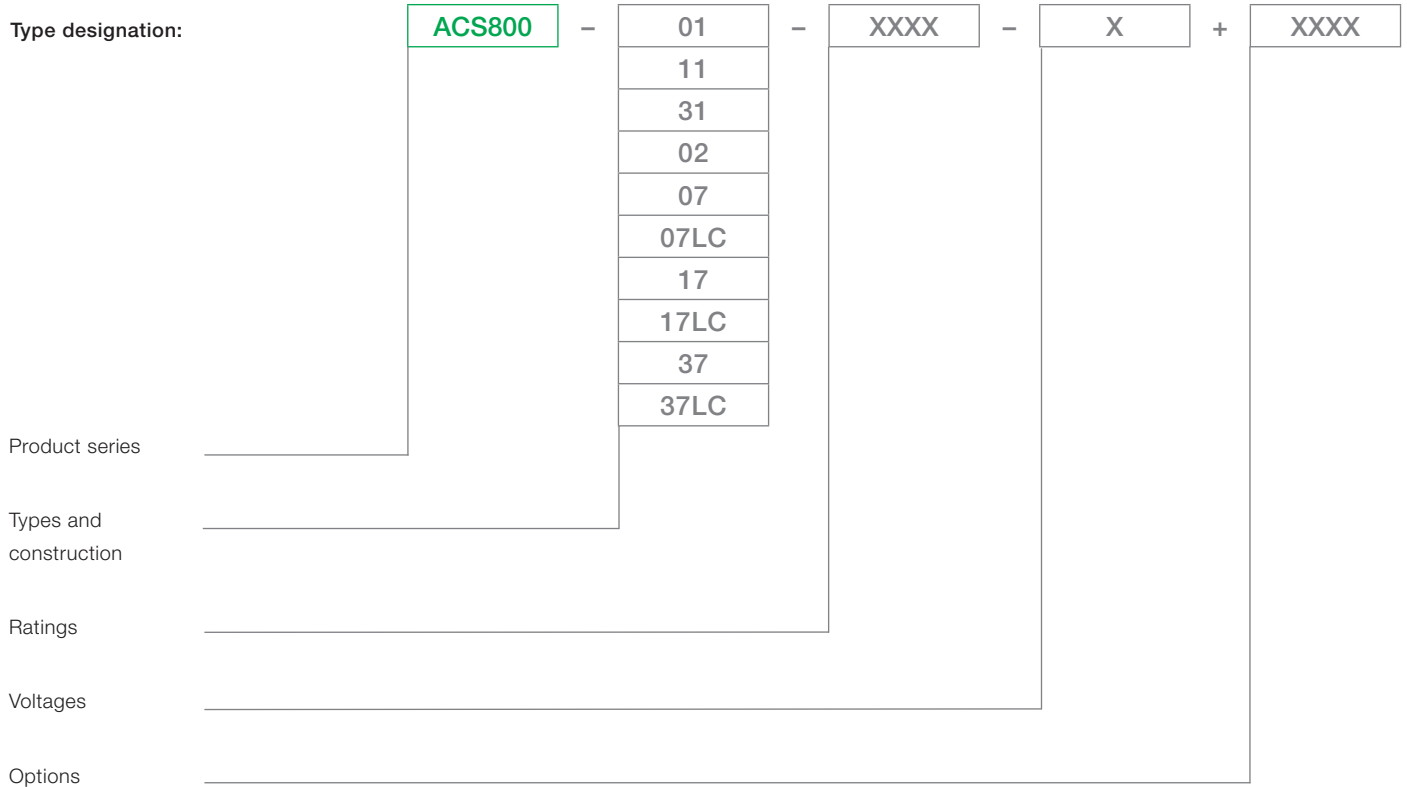 Type designation: ACS800 – 01 – XXXX – X + XXXX
11
31
02
07
07LC
17
17LC
37
37LC
Product series
Types and
construction
Ratings
Voltages
Options